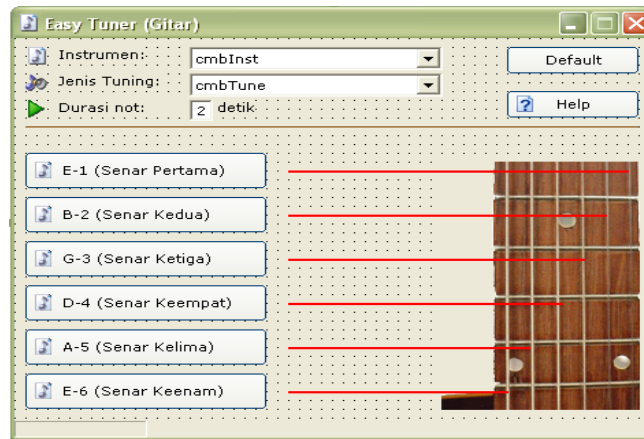 Easy Tuner (Gitar)
Instrumen: cmbInst Default
Jenis Tuning: cmbTune
Durasi not: 2 detik Help
E-1 (Senar Pertama)
B-2 (Senar Kedua)
G-3 (Senar Ketiga)
D-4 (Senar Keempat)
A-5 (Senar Kelima)
E-6 (Senar Keenam)